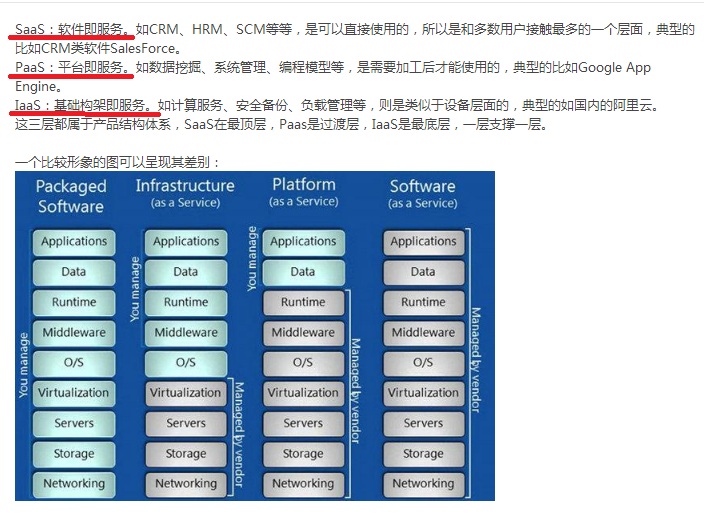 SaaS：软件即服务。如CRM、HRM、SCM等等，是可以直接使用的，所以是和多数用户接触最多的一个层面，典型的
比如CRM类软件SalesForce。
PaaS：平台即服务。如数据挖掘、系统管理、编程模型等，是需要加工后才能使用的，典型的比如Google App
Engine。
IaaS：基础构架即服务。如计算服务、安全备份、负载管理等，则是类似于设备层面的，典型的如国内的阿里云。
这三层都属于产品结构体系，SaaS在最顶层，Paas是过渡层，IaaS是最底层，一层支撑一层。
一个比较形象的图可以呈现其差别：
Packaged
Software
You manage
Applications
Data
Runtime
Middleware
O/S
Virtualization
Servers
Storage
Networking
Infrastructure
(as a Service)
You manage
Applications
Data
Runtime
Middleware
O/S
Virtualization
Servers
Storage
Networking
Managed by vendor
Platform
(as a Service)
You manage
Applications
Data
Runtime
Middleware
O/S
Virtualization
Servers
Storage
Networking
Managed by vendor
Software
(as a Service)
Applications
Data
Runtime
Middleware
O/S
Virtualization
Servers
Storage
Networking
Managed by vendor